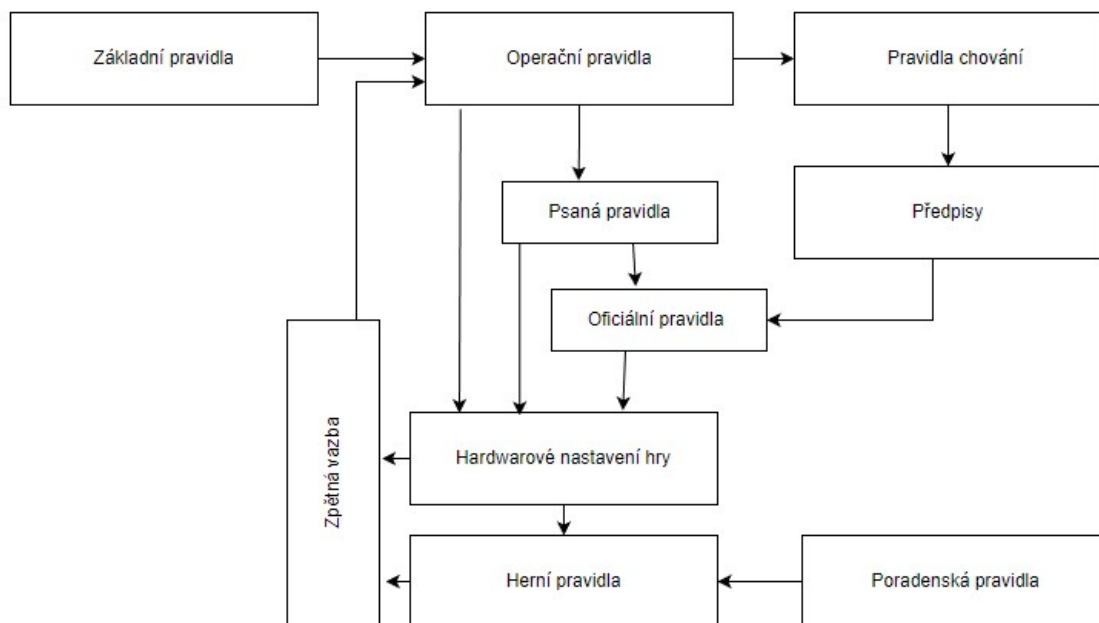 Základní pravidla
Operační pravidla
Pravidla chování
Psaná pravidla
Předpisy
Oficiální pravidla
Zpětná vazba
Hardwarové nastavení hry
Herní pravidla
Poradenská pravidla